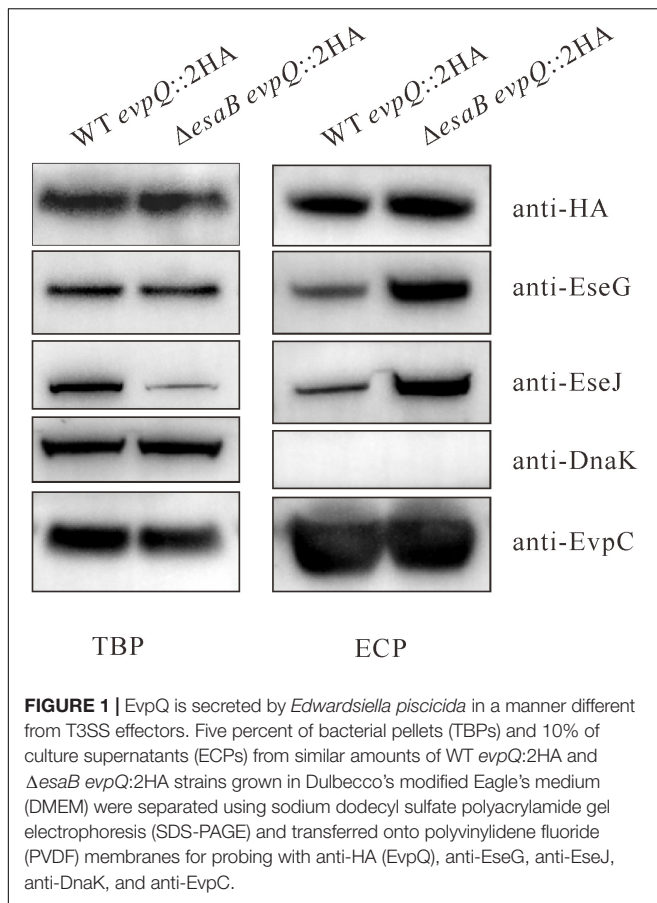 WT evpQ::2HA
ΔesaB evpQ::2HA
WT evpQ::2HA
ΔesaB evpQ::2HA
anti-HA
anti-EseG
anti-EseJ
anti-DnaK
anti-EvpC
TBP
ECP
FIGURE 1 | EvpQ is secreted by Edwardsiella piscicida in a manner different
from T3SS effectors. Five percent of bacterial pellets (TBPs) and 10% of
culture supernatants (ECPs) from similar amounts of WT evpQ:2HA and
ΔesaB evpQ:2HA strains grown in Dulbecco's modified Eagle's medium
(DMEM) were separated using sodium dodecyl sulfate polyacrylamide gel
electrophoresis (SDS-PAGE) and transferred onto polyvinylidene fluoride
(PVDF) membranes for probing with anti-HA (EvpQ), anti-EseG, anti-EseJ,
anti-DnaK, and anti-EvpC.